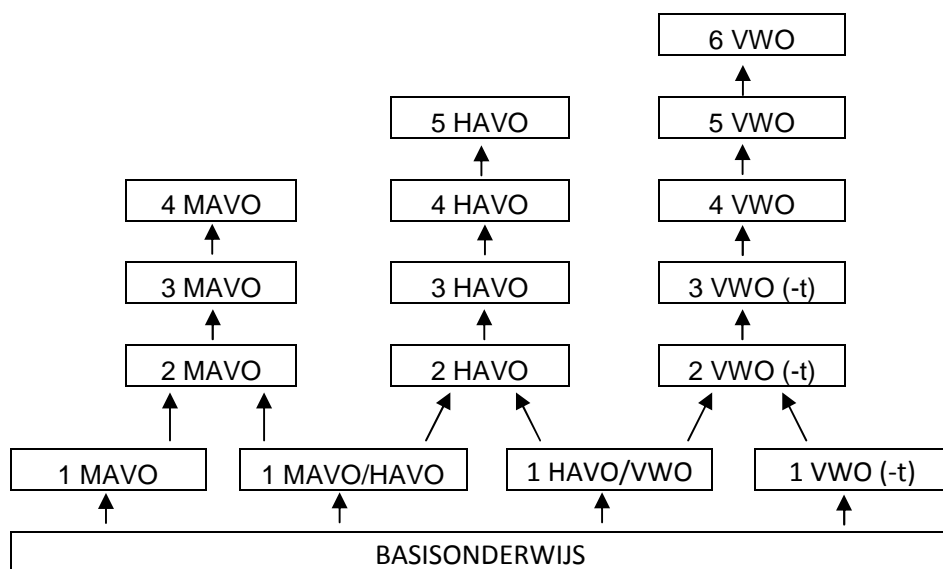 6 VWO
5 HAVO
5 VWO
4 MAVO
4 HAVO
4 VWO
3 MAVO
3 HAVO
3 VWO (-t)
2 MAVO
2 HAVO
2 VWO (-t)
1 MAVO
1 MAVO/HAVO
1 HAVO/VWO
1 VWO (-t)
BASISONDERWIJS